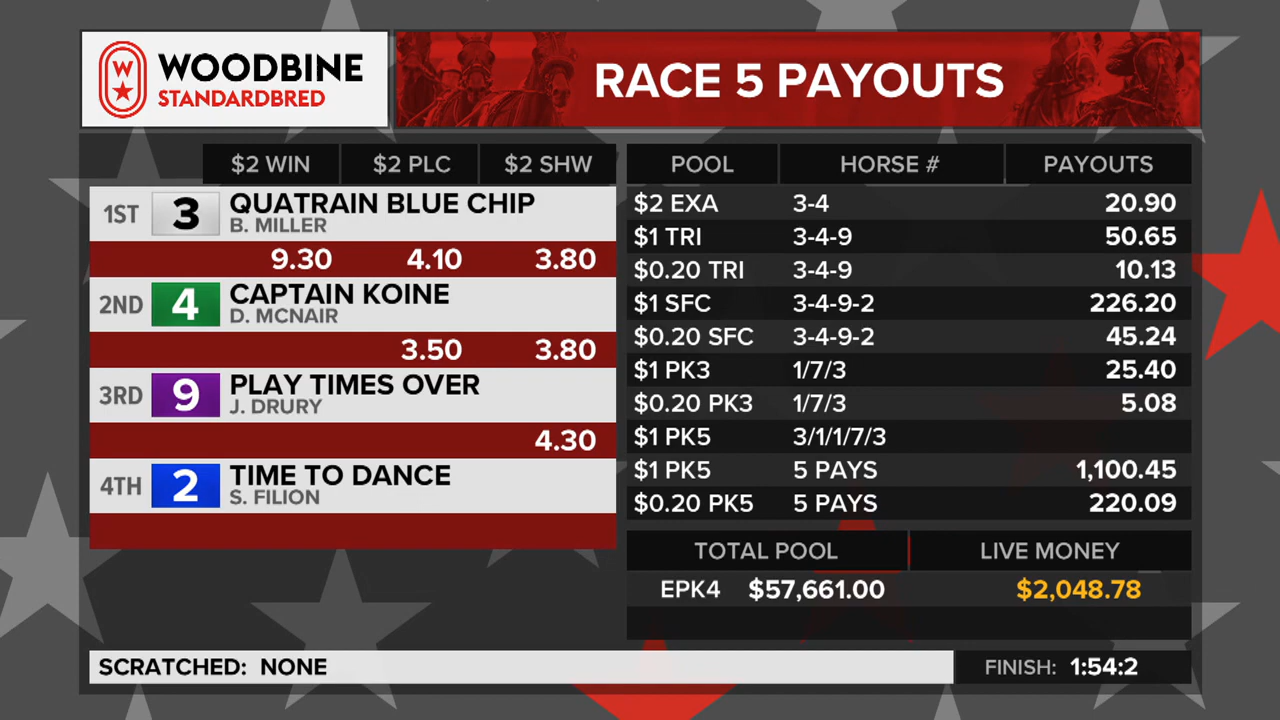 W
WOODBINE
STANDARDBRED
RACE 5 PAYOUTS
$2 WIN $2 PLC $2 SHW
1ST 3 QUATRAIN BLUE CHIP
B. MILLER
9.30 4.10 3.80
2ND 4 CAPTAIN KOINE
D. MCNAIR
3.50 3.80
3RD 9 PLAY TIMES OVER
J. DRURY
4.30
4TH 2 TIME TO DANCE
S. FILION
POOL HORSE # PAYOUTS
$2 EXA 3-4 20.90
$1 TRI 3-4-9 50.65
$0.20 TRI 3-4-9 10.13
$1 SFC 3-4-9-2 226.20
$0.20 SFC 3-4-9-2 45.24
$1 PK3 1/7/3 25.40
$0.20 PK3 1/7/3 5.08
$1 PK5 3/1/1/7/3
$1 PK5 5 PAYS 1,100.45
$0.20 PK5 5 PAYS 220.09
TOTAL POOL LIVE MONEY
EPK4 $57,661.00 $2,048.78
SCRATCHED: NONE
FINISH: 1:54:2